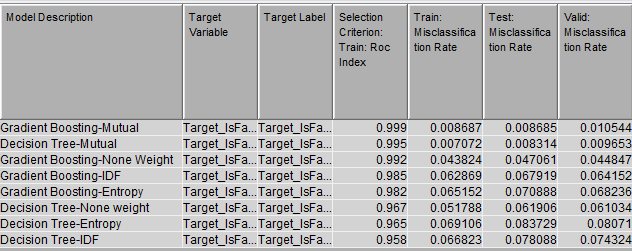 Model Description Target Variable Target Label Selection Criterion: Train: Roc Index Train: Misclassifica tion Rate Test: Misclassifica tion Rate Valid: Misclassifica tion Rate
Gradient Boosting-Mutual Target_IsFa... Target_IsFa... 0.999 0.008687 0.008685 0.010544
Decision Tree-Mutual Target_IsFa... Target_IsFa... 0.995 0.007072 0.008314 0.009653
Gradient Boosting-None Weight Target_IsFa... Target_IsFa... 0.992 0.043824 0.047061 0.044847
Gradient Boosting-IDF Target_IsFa... Target_IsFa... 0.985 0.062869 0.067919 0.064152
Gradient Boosting-Entropy Target_IsFa... Target_IsFa... 0.982 0.065152 0.070888 0.068236
Decision Tree-None weight Target_IsFa... Target_IsFa... 0.967 0.051788 0.061906 0.061034
Decision Tree-Entropy Target_IsFa... Target_IsFa... 0.965 0.069106 0.083729 0.08071
Decision Tree-IDF Target_IsFa... Target_IsFa... 0.958 0.066823 0.078088 0.074324